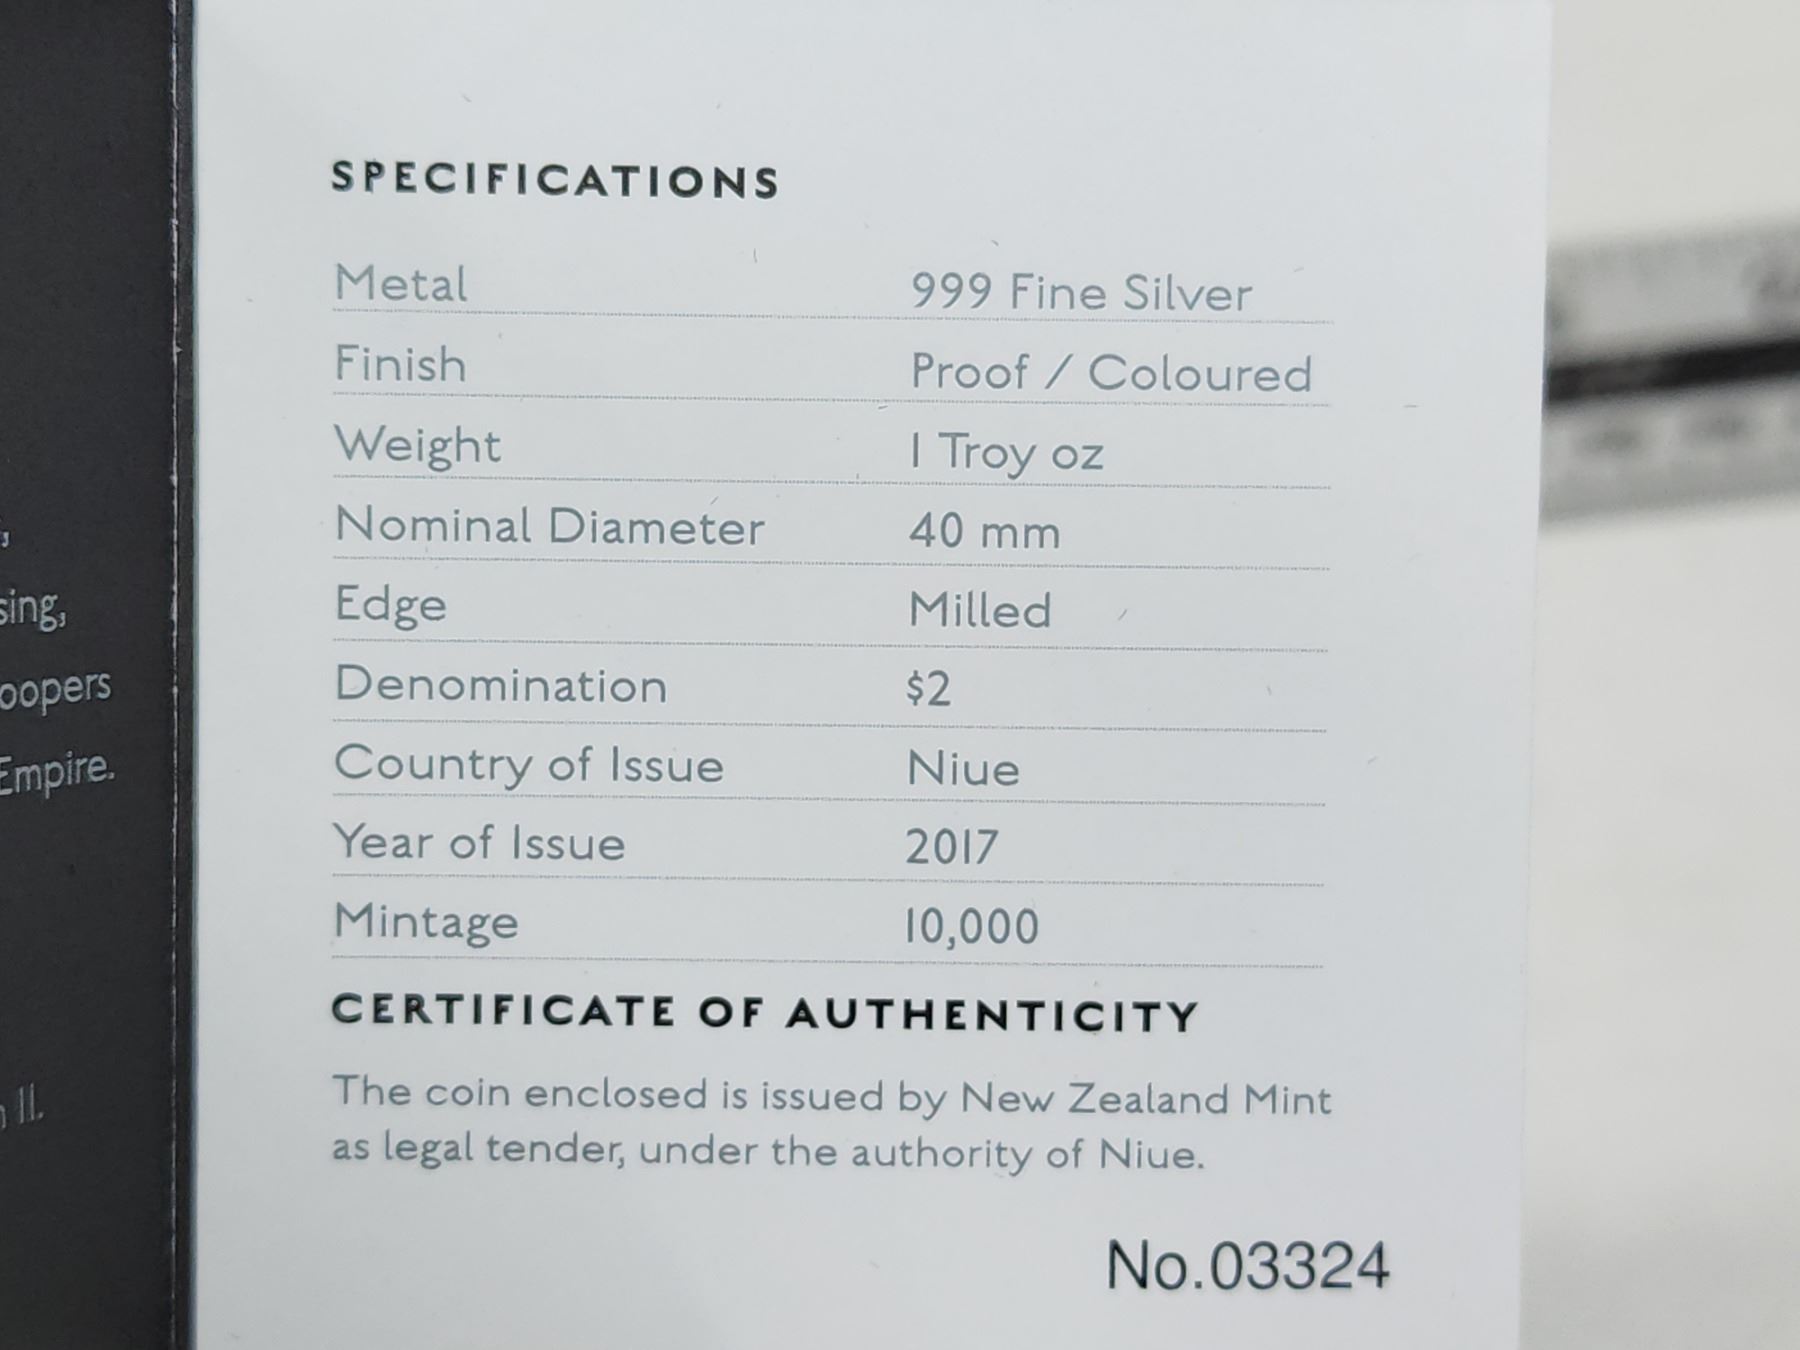 sing,
oopers
Empire.
II.
SPECIFICATIONS
Metal 999 Fine Silver
Finish Proof / Coloured
Weight 1 Troy oz
Nominal Diameter 40 mm
Edge Milled
Denomination $2
Country of Issue Niue
Year of Issue 2017
Mintage 10,000
CERTIFICATE OF AUTHENTICITY
The coin enclosed is issued by New Zealand Mint
as legal tender, under the authority of Niue.
No.03324